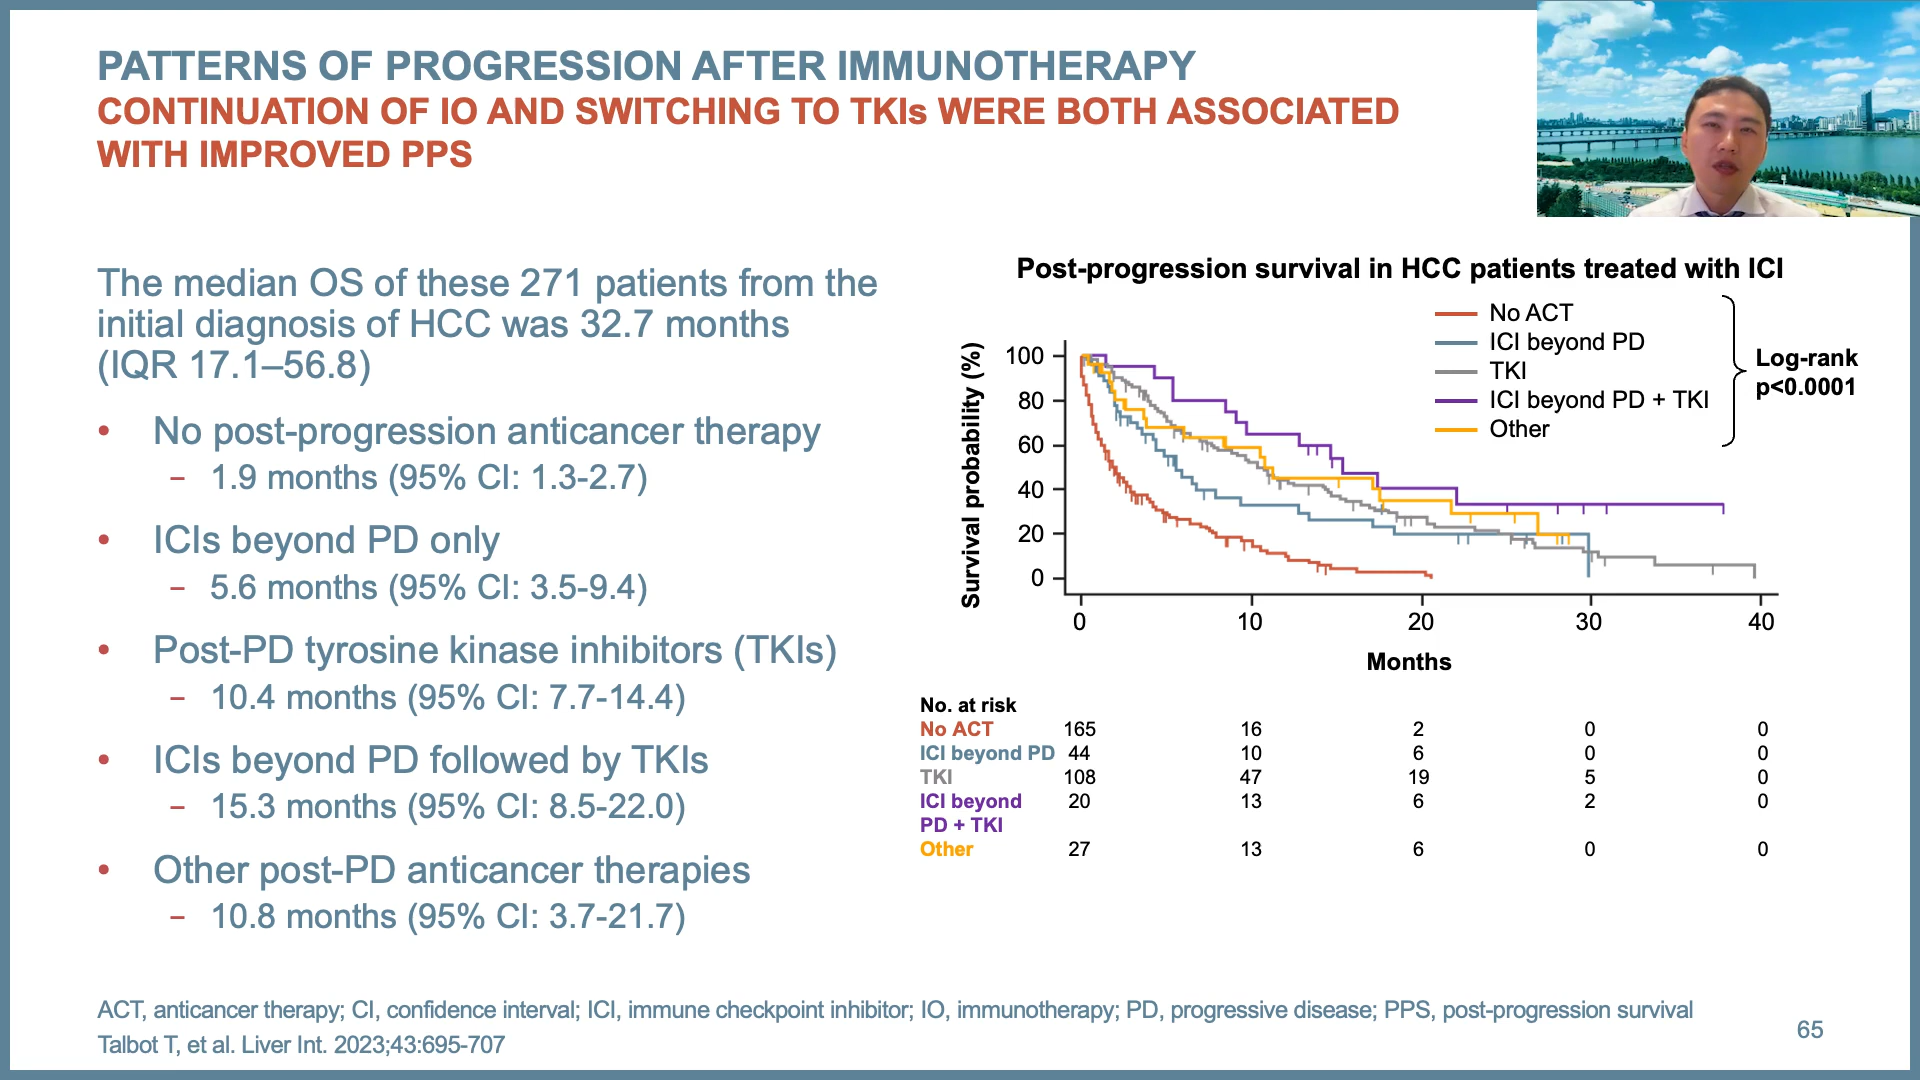 PATTERNS OF PROGRESSION AFTER IMMUNOTHERAPY
CONTINUATION OF IO AND SWITCHING TO TKIs WERE BOTH ASSOCIATED
WITH IMPROVED PPS
The median OS of these 271 patients from the
initial diagnosis of HCC was 32.7 months
(IQR 17.1–56.8)
• No post-progression anticancer therapy
– 1.9 months (95% CI: 1.3-2.7)
• ICIs beyond PD only
– 5.6 months (95% CI: 3.5-9.4)
• Post-PD tyrosine kinase inhibitors (TKIs)
– 10.4 months (95% CI: 7.7-14.4)
• ICIs beyond PD followed by TKIs
– 15.3 months (95% CI: 8.5-22.0)
• Other post-PD anticancer therapies
– 10.8 months (95% CI: 3.7-21.7)
Post-progression survival in HCC patients treated with ICI
No ACT
ICI beyond PD
TKI
ICI beyond PD + TKI
Other
Log-rank
p<0.0001
Survival probability (%)
100
80
60
40
20
0
0 10 20 30 40
Months
No. at risk
No ACT 165 16 2 0 0
ICI beyond PD 44 10 6 0 0
TKI 108 47 19 5 0
ICI beyond 20 13 6 2 0
PD + TKI
Other 27 13 6 0 0
ACT, anticancer therapy; CI, confidence interval; ICI, immune checkpoint inhibitor; IO, immunotherapy; PD, progressive disease; PPS, post-progression survival
Talbot T, et al. Liver Int. 2023;43:695-707
65